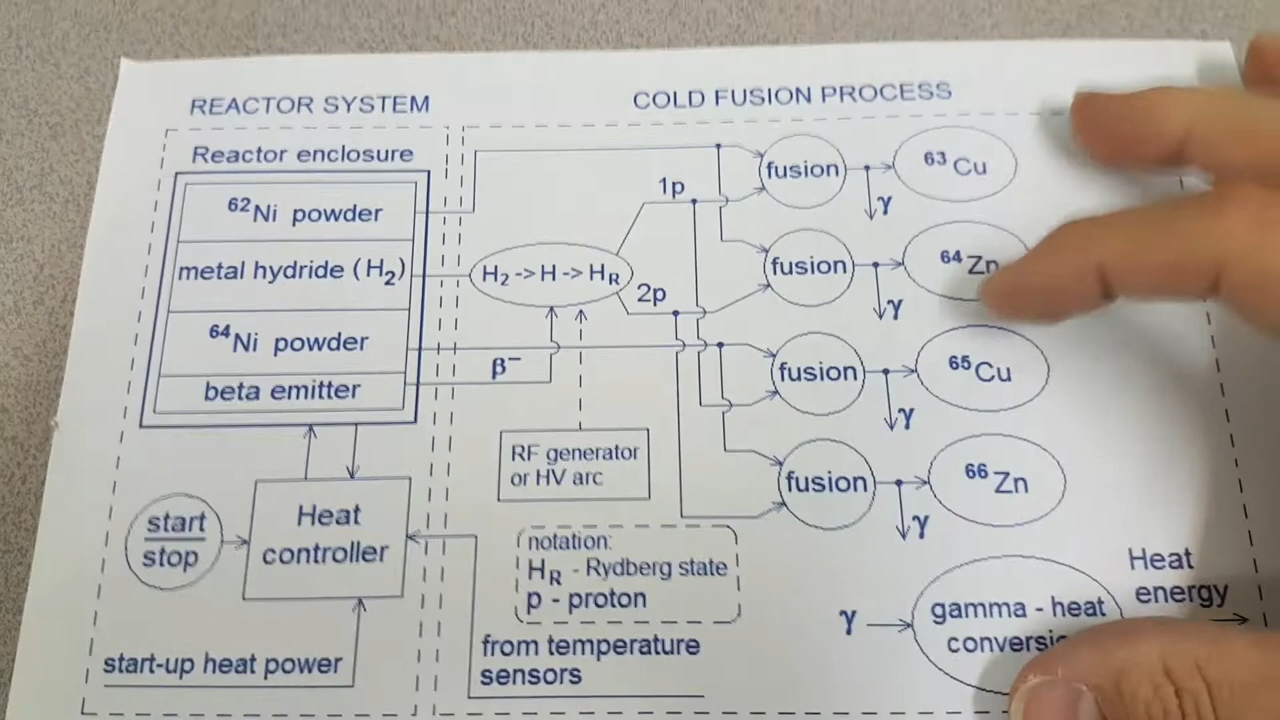 REACTOR SYSTEM
COLD FUSION PROCESS
Reactor enclosure
⁶²Ni powder
metal hydride (H₂)
⁶⁴Ni powder
beta emitter
H₂ -> H -> H_R
1p
2p
β⁻
fusion
γ
⁶³Cu
fusion
γ
⁶⁴Zn
fusion
γ
⁶⁵Cu
fusion
γ
⁶⁶Zn
RF generator
or HV arc
start
stop
Heat
controller
notation:
H_R - Rydberg state
p - proton
start-up heat power
from temperature
sensors
γ
gamma - heat
Heat
energy